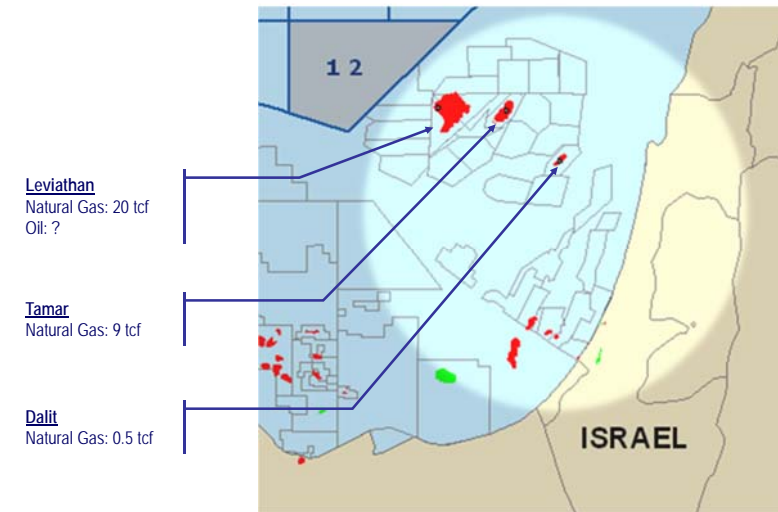 1 2
Leviathan
Natural Gas: 20 tcf
Oil: ?
Tamar
Natural Gas: 9 tcf
Dalit
Natural Gas: 0.5 tcf
ISRAEL